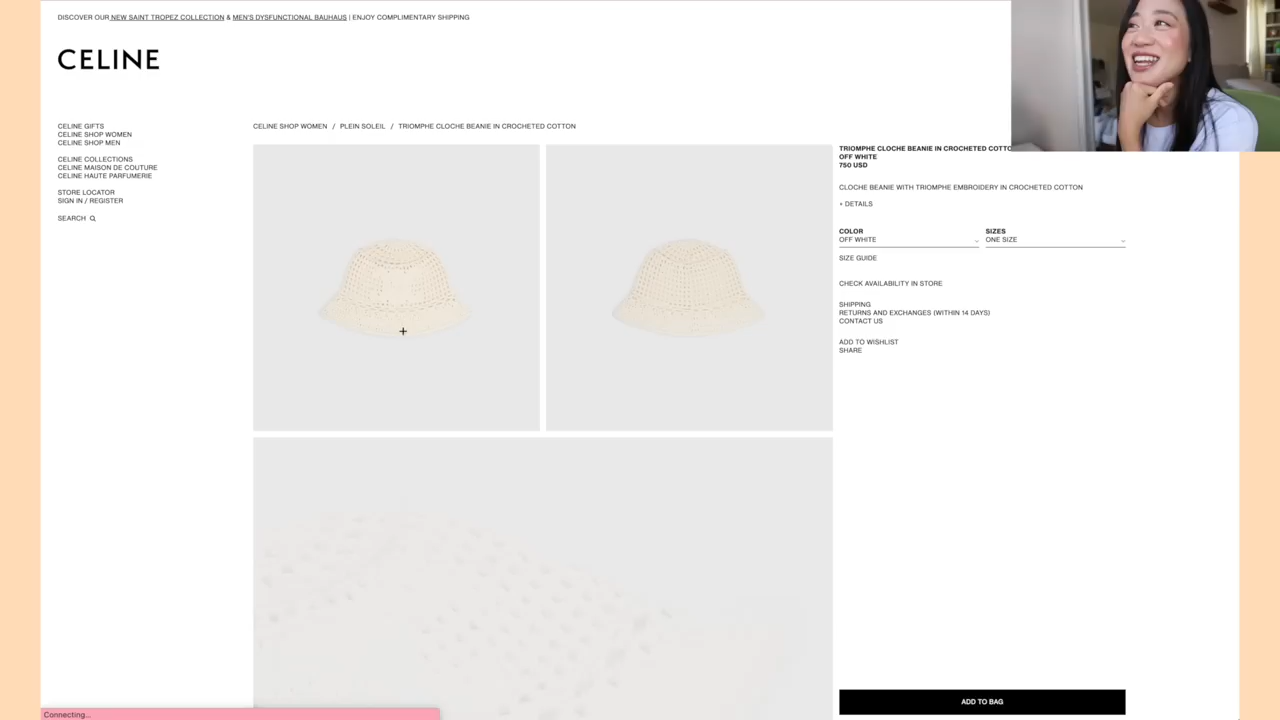 DISCOVER OUR NEW SAINT TROPEZ COLLECTION & MEN'S DYSFUNCTIONAL BAUHAUS | ENJOY COMPLIMENTARY SHIPPING
CELINE
CELINE GIFTS
CELINE SHOP WOMEN
CELINE SHOP MEN
CELINE COLLECTIONS
CELINE MAISON DE COUTURE
CELINE HAUTE PARFUMERIE
STORE LOCATOR
SIGN IN / REGISTER
SEARCH
CELINE SHOP WOMEN / PLEIN SOLEIL / TRIOMPHE CLOCHE BEANIE IN CROCHETED COTTON
TRIOMPHE CLOCHE BEANIE IN CROCHETED
OFF WHITE
750 USD
CLOCHE BEANIE WITH TRIOMPHE EMBROIDERY IN CROCHETED COTTON
+ DETAILS
COLOR
OFF WHITE
SIZES
ONE SIZE
SIZE GUIDE
CHECK AVAILABILITY IN STORE
SHIPPING
RETURNS AND EXCHANGES (WITHIN 14 DAYS)
CONTACT US
ADD TO WISHLIST
SHARE
ADD TO BAG
Connecting...